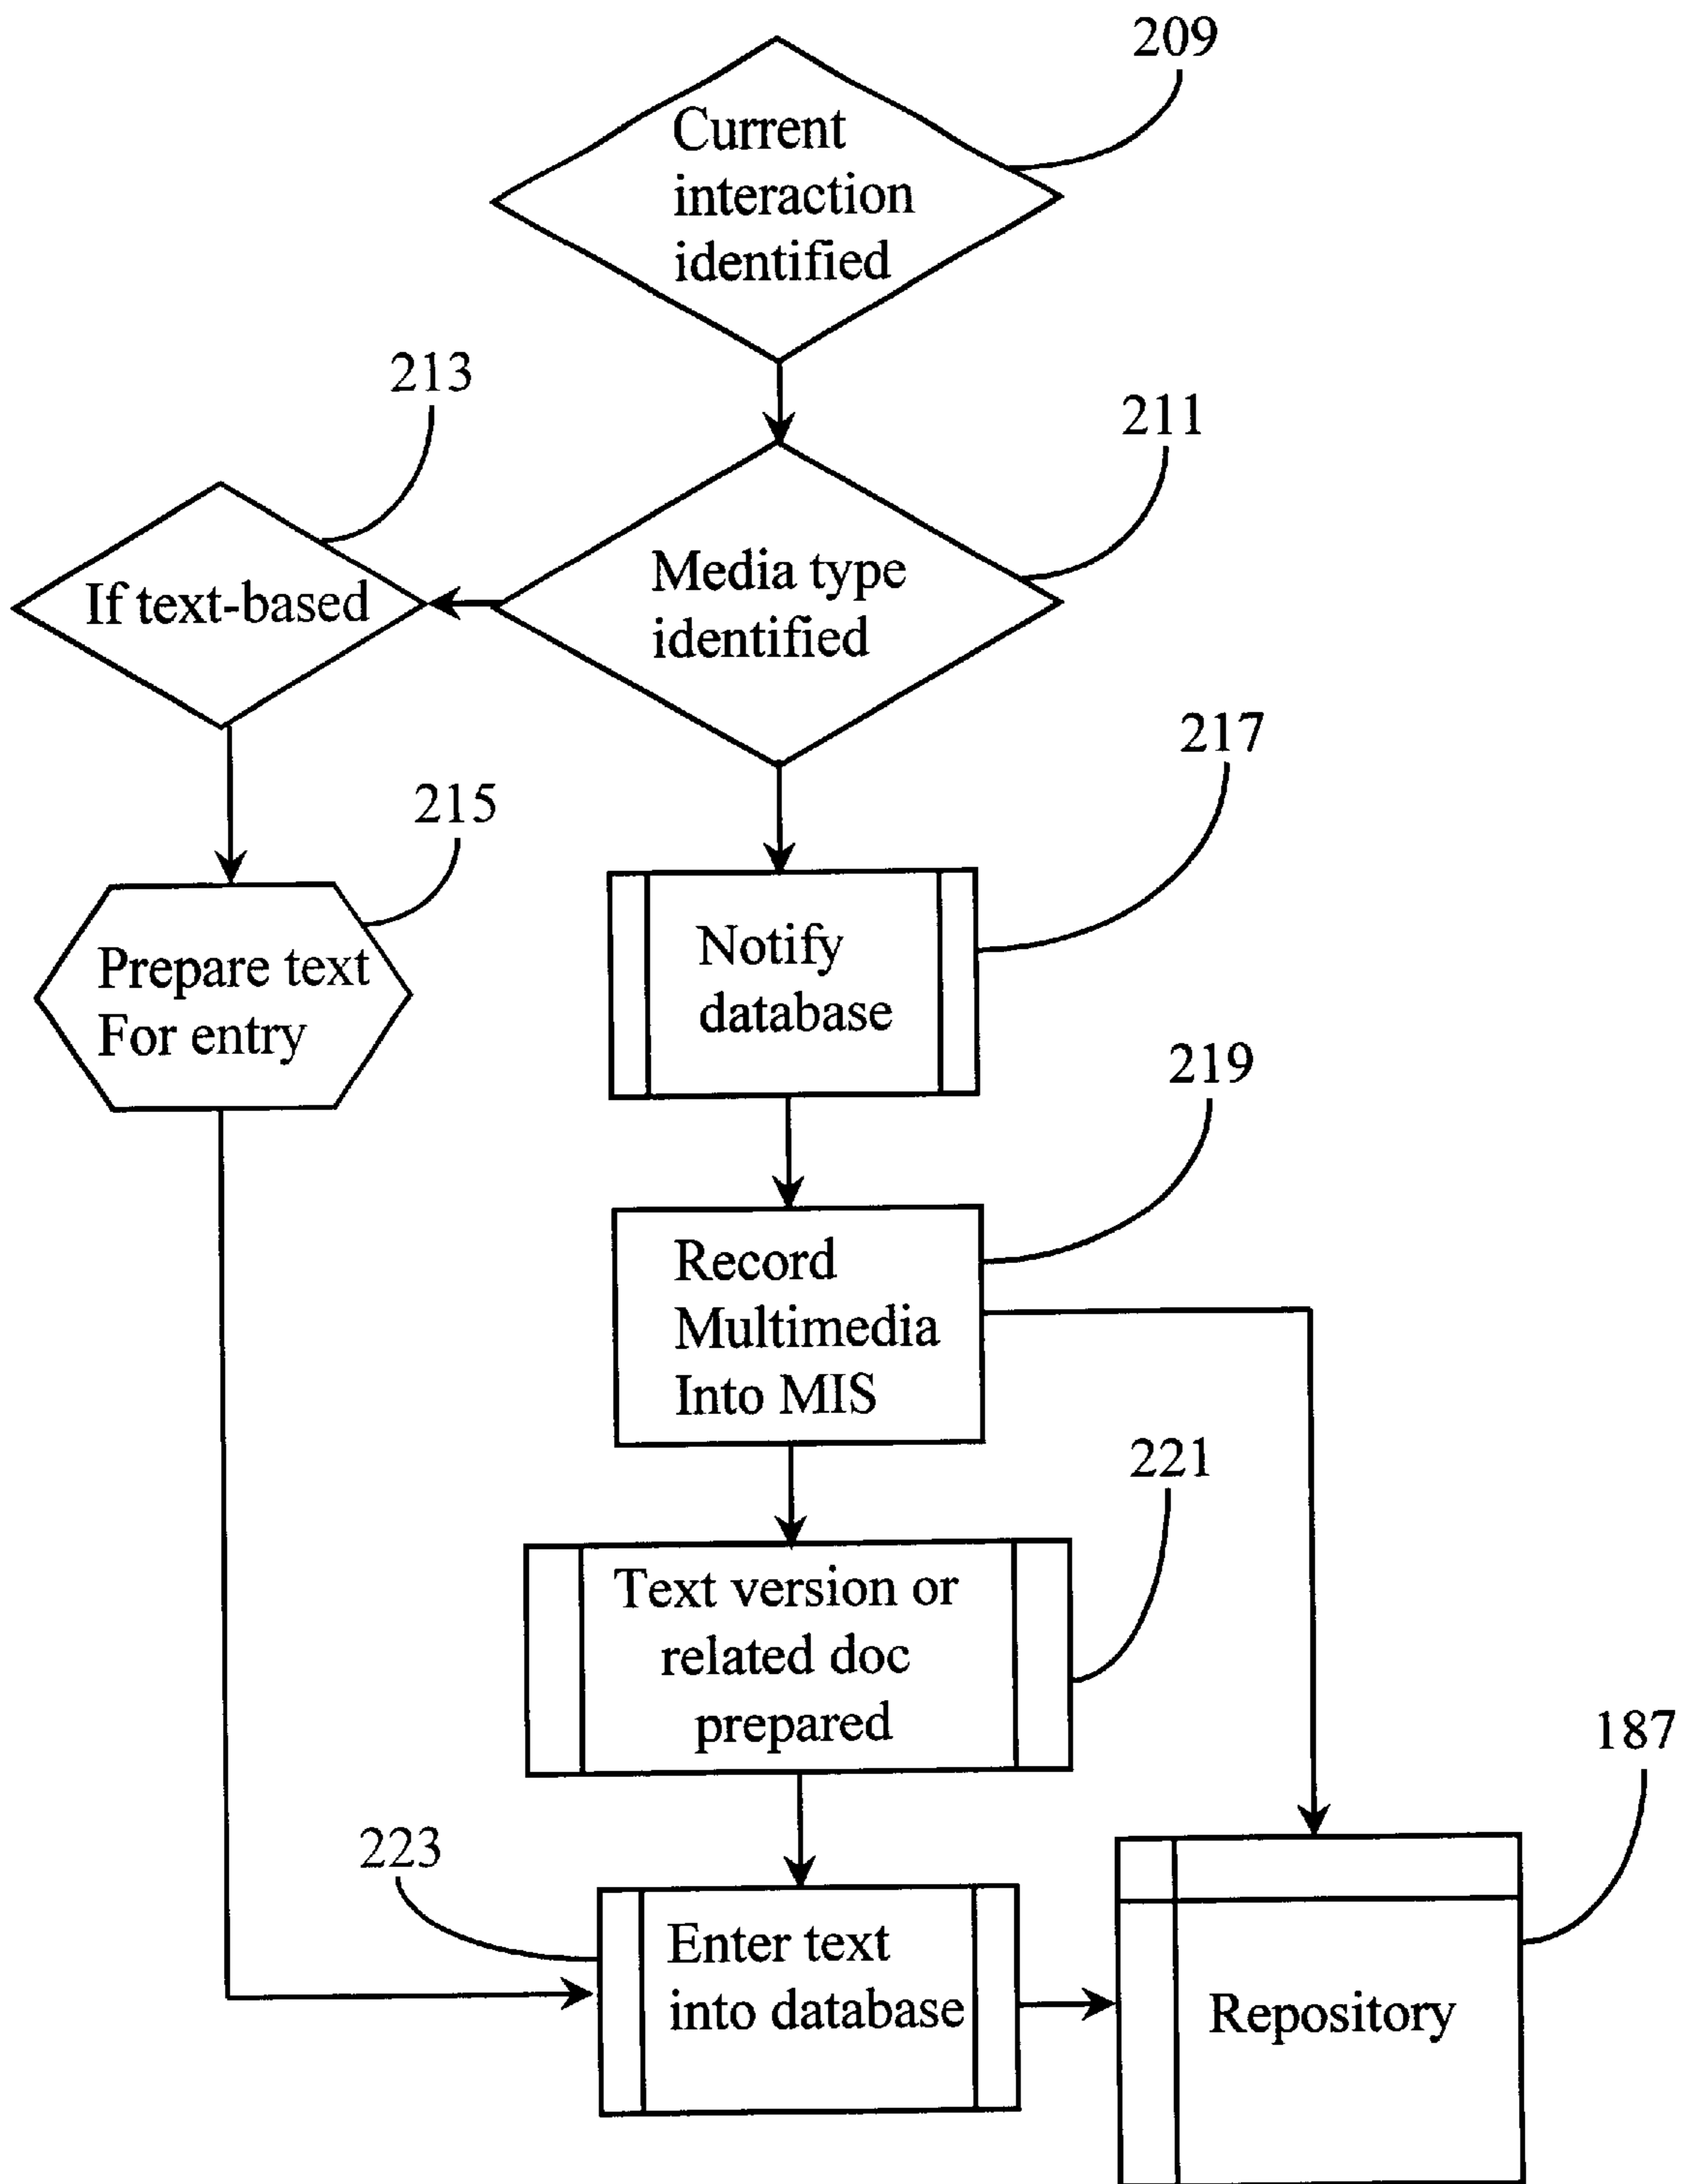 209
Current
interaction
identified
213
211
If text-based
Media type
identified
217
215
Notify
database
Prepare text
For entry
219
Record
Multimedia
Into MIS
221
Text version or
related doc
prepared
187
223
Enter text
into database
Repository